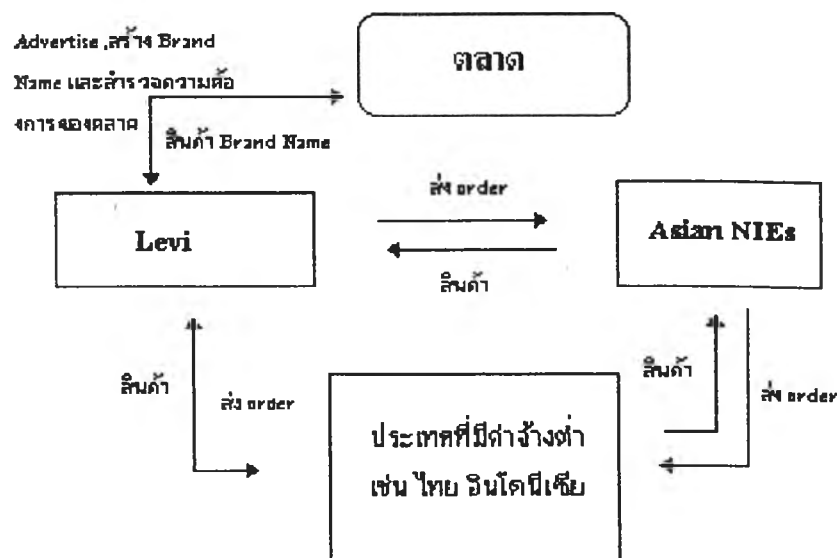 Advertise ,สร้าง Brand
Name และสำรวจความต้อ
งการของตลาด
ตลาด
สินค้า Brand Name
Levi
ส่ง order
สินค้า
Asian NIEs
สินค้า
ส่ง order
ประเทศที่มีค่าจ้างต่ำ
เช่น ไทย อินโดนีเซีย
สินค้า
ส่ง order